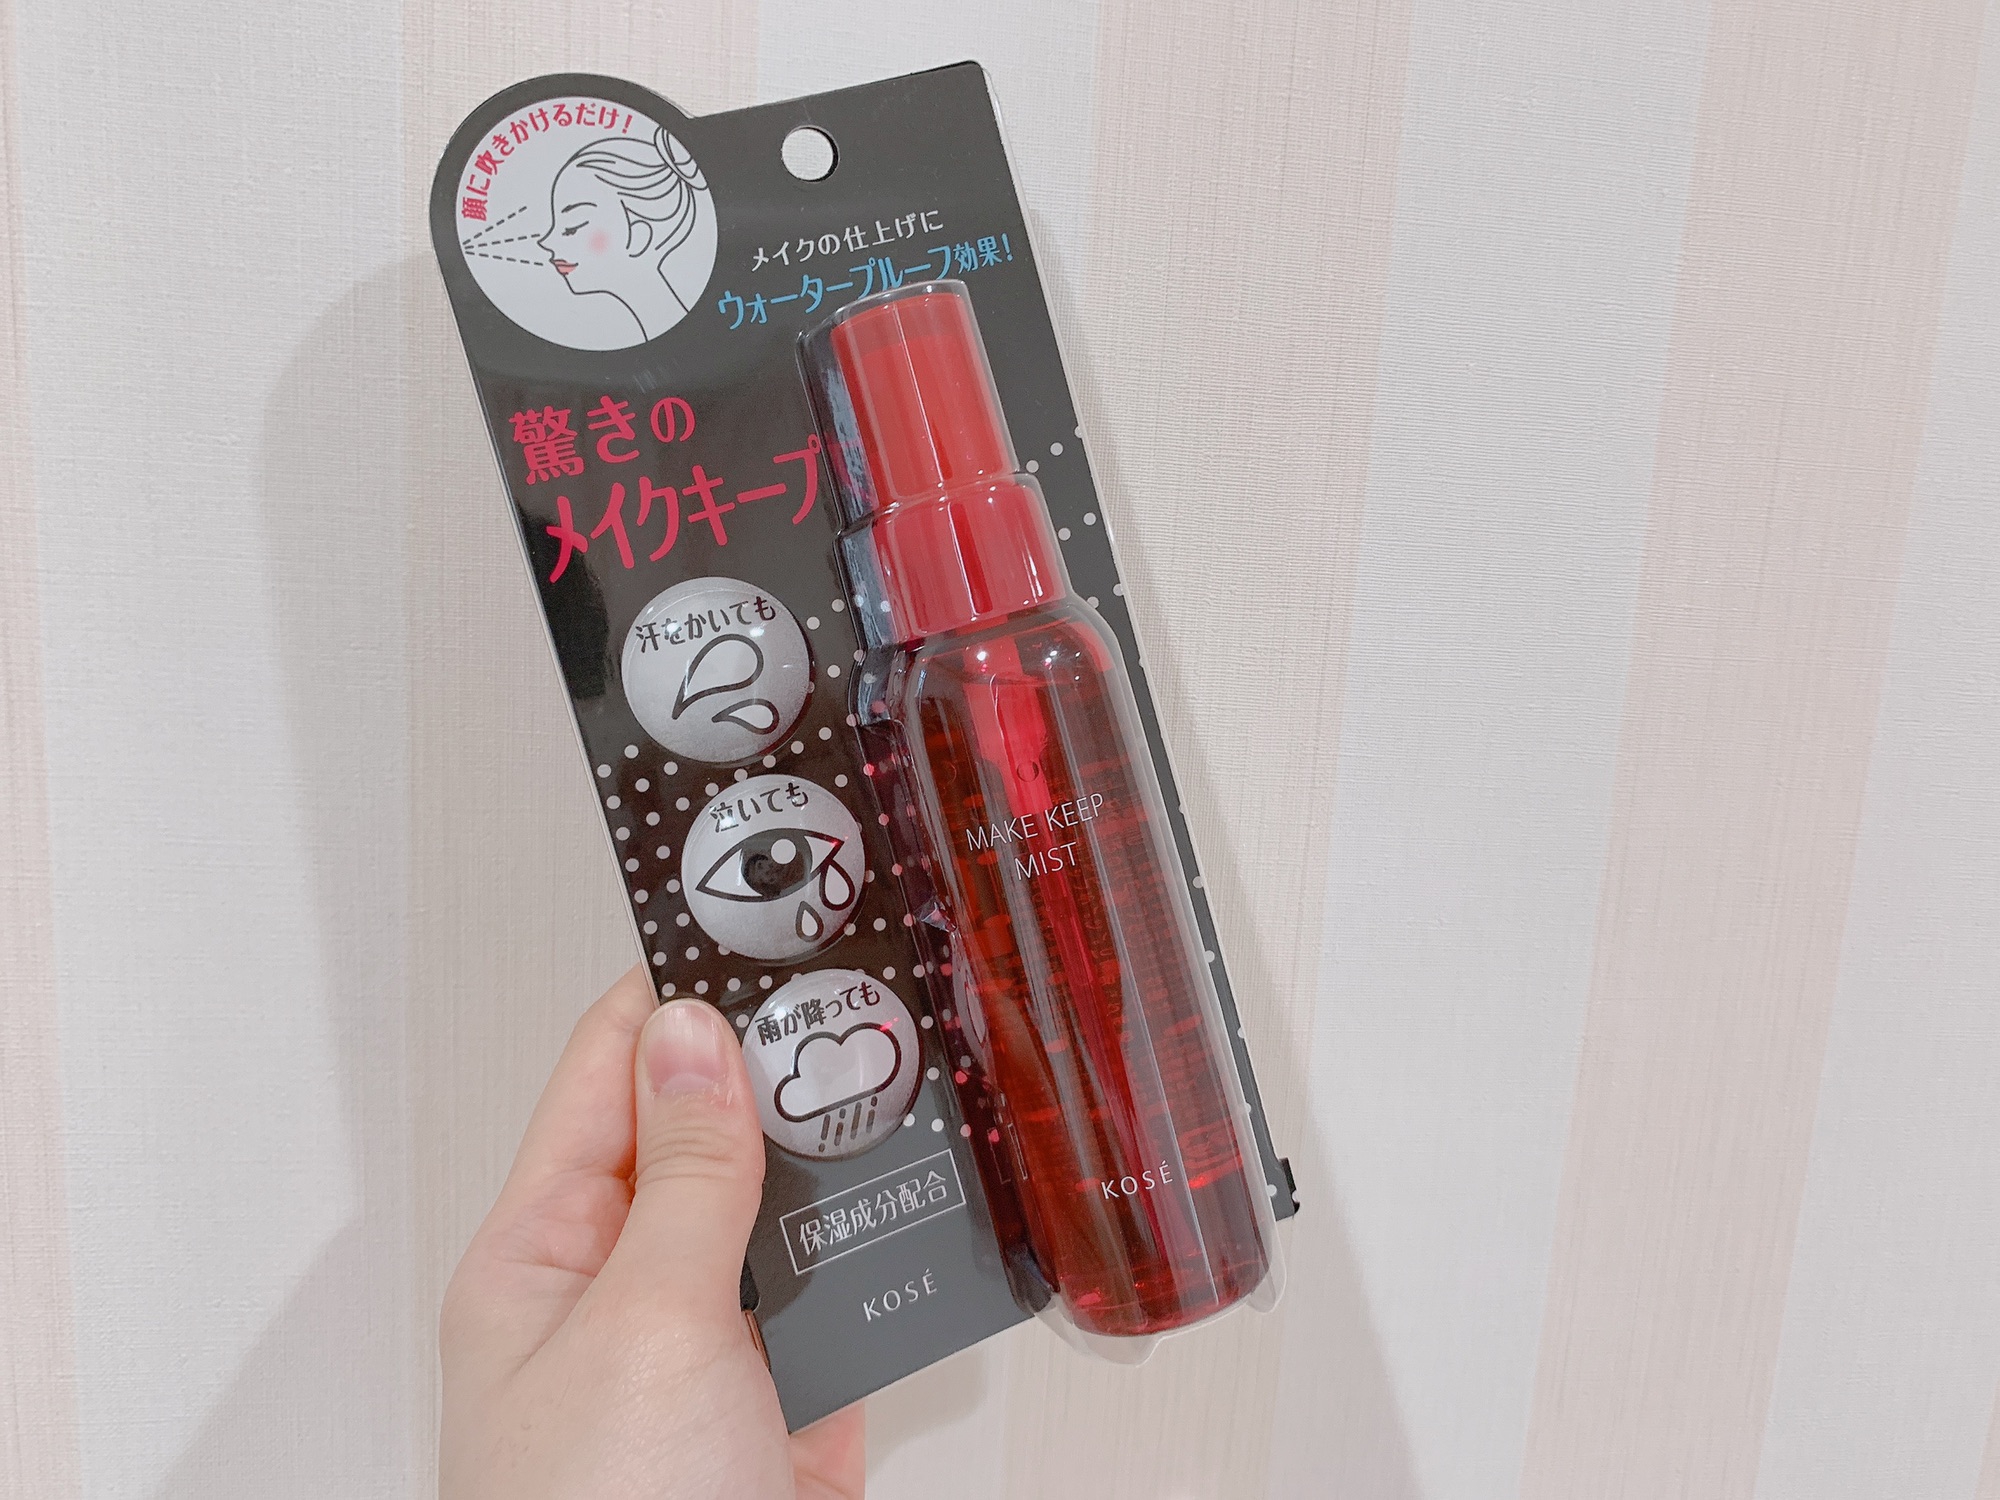 顔に吹きかけるだけ!
メイクの仕上げに
ウォータープルーフ効果!
驚きの
メイクキープ
汗をかいても
泣いても
雨が降っても
保湿成分配合
KOSÉ
MAKE KEEP
MIST
KOSÉ